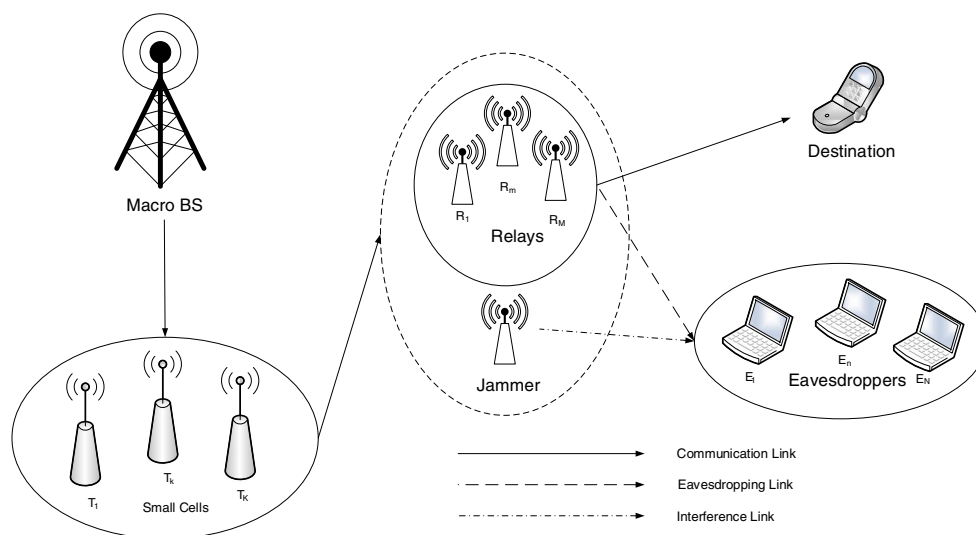 Macro BS
T1
Tk
TK
Small Cells
R1
Rm
RM
Relays
Jammer
Destination
E1
En
EN
Eavesdroppers
Communication Link
Eavesdropping Link
Interference Link